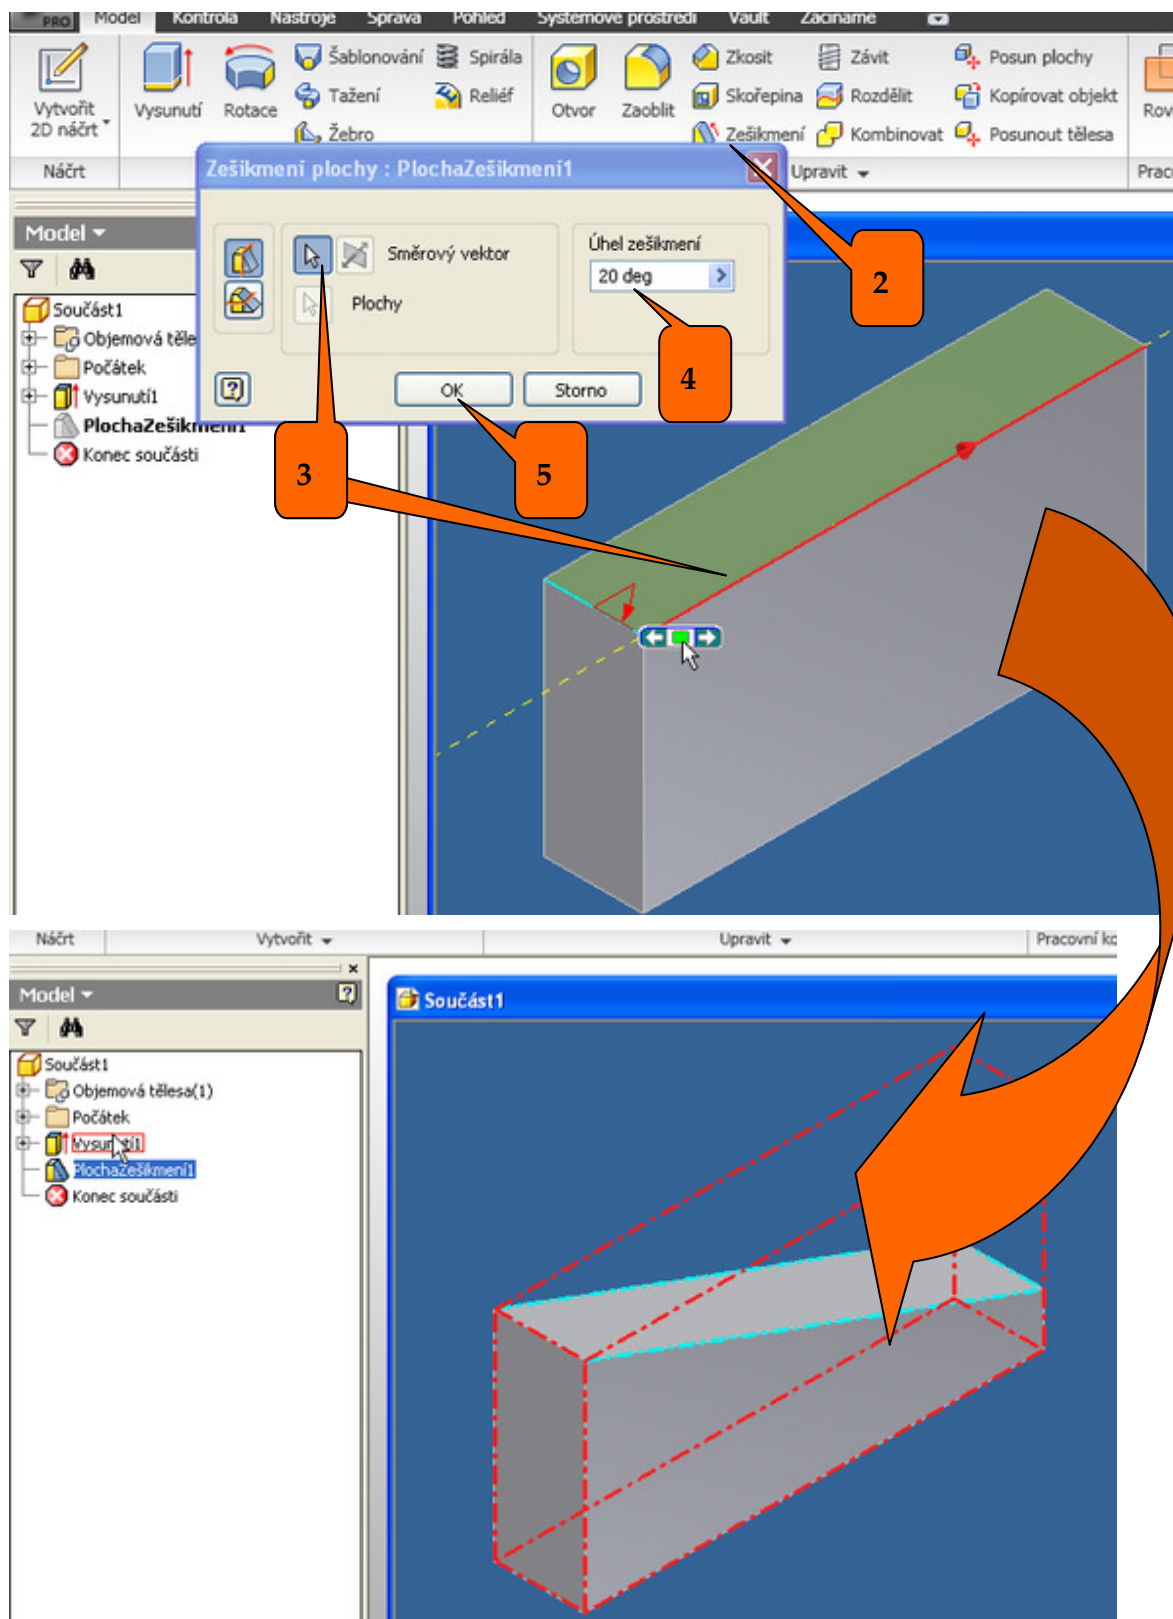 PRO Model Kontrola Nástroje Správa Pohled Systémové prostředí Vault Začínáme
Vytvořit
2D náčrt
Vysunutí
Rotace
Šablonování
Tažení
Žebro
Spirála
Reliéf
Otvor
Zaoblit
Zkosit
Skořepina
Zešikmení
Závit
Rozdělit
Kombinovat
Posun plochy
Kopírovat objekt
Posunout tělesa
Náčrt
Upravit
Zešikmení plochy : PlochaZešikmení1
Směrový vektor
Plochy
Úhel zešikmení
20 deg
OK
Storno
2
3
4
5
Model
Součást1
Počátek
Vysunutí1
PlochaZešikmení1
Konec součásti
Náčrt Vytvořit Upravit
Model
Součást1
Součást1
Objemová tělesa(1)
Počátek
Vysunutí1
PlochaZešikmení1
Konec součásti